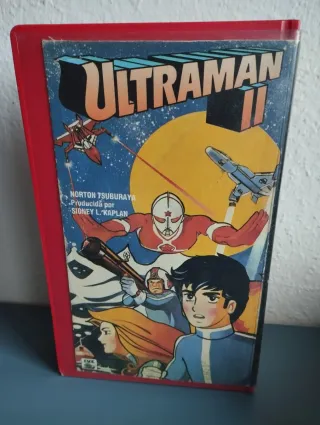 ULTRAMAN
II
NORTON TSUBURAYA
Producida por
SIDNEY L. KAPLAN